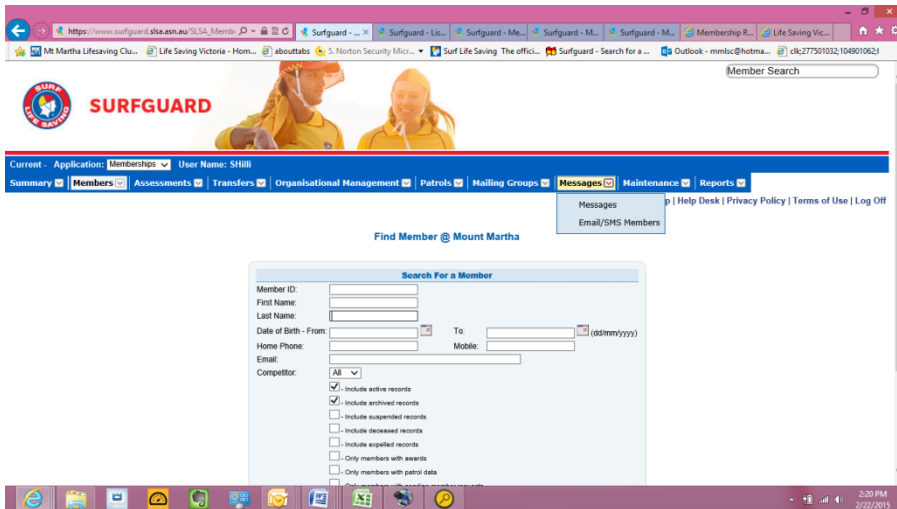 https://www.surfguard.slsa.asn.au/SLSA_Memb
Surfguard - ...
Surfguard - Lis...
Surfguard - Me...
Surfguard - M...
Surfguard - M...
Membership R...
Life Saving Vic...
Mt Martha Lifesaving Clu...
Life Saving Victoria - Hom...
abouttabs
5. Norton Security Micr...
Surf Life Saving The offici...
Surfguard - Search for a ...
Outlook - mmlsc@hotma...
clk;277501032;104901062;t
Member Search
SURF
LIFE
SAVING
SURFGUARD
Current - Application: Memberships User Name: SHilli
Summary Members Assessments Transfers Organisational Management Patrols Mailing Groups Messages Maintenance Reports
Messages
Email/SMS Members
p | Help Desk | Privacy Policy | Terms of Use | Log Off
Find Member @ Mount Martha
Search For a Member
Member ID:
First Name:
Last Name:
Date of Birth - From: To: (dd/mm/yyyy)
Home Phone: Mobile:
Email:
Competitor: All
- Include active records
- Include archived records
- Include suspended records
- Include deceased records
- Include expelled records
- Only members with awards
- Only members with patrol data
- Only members with pending member requests
2:20 PM
2/22/2015